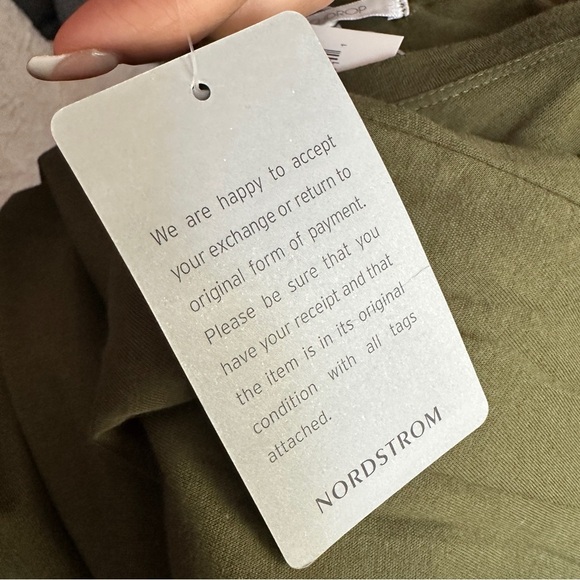 We are happy to accept
your exchange or return to
original form of payment.
Please be sure that you
have your receipt and that
the item is in its original
condition with all tags
attached.
NORDSTROM